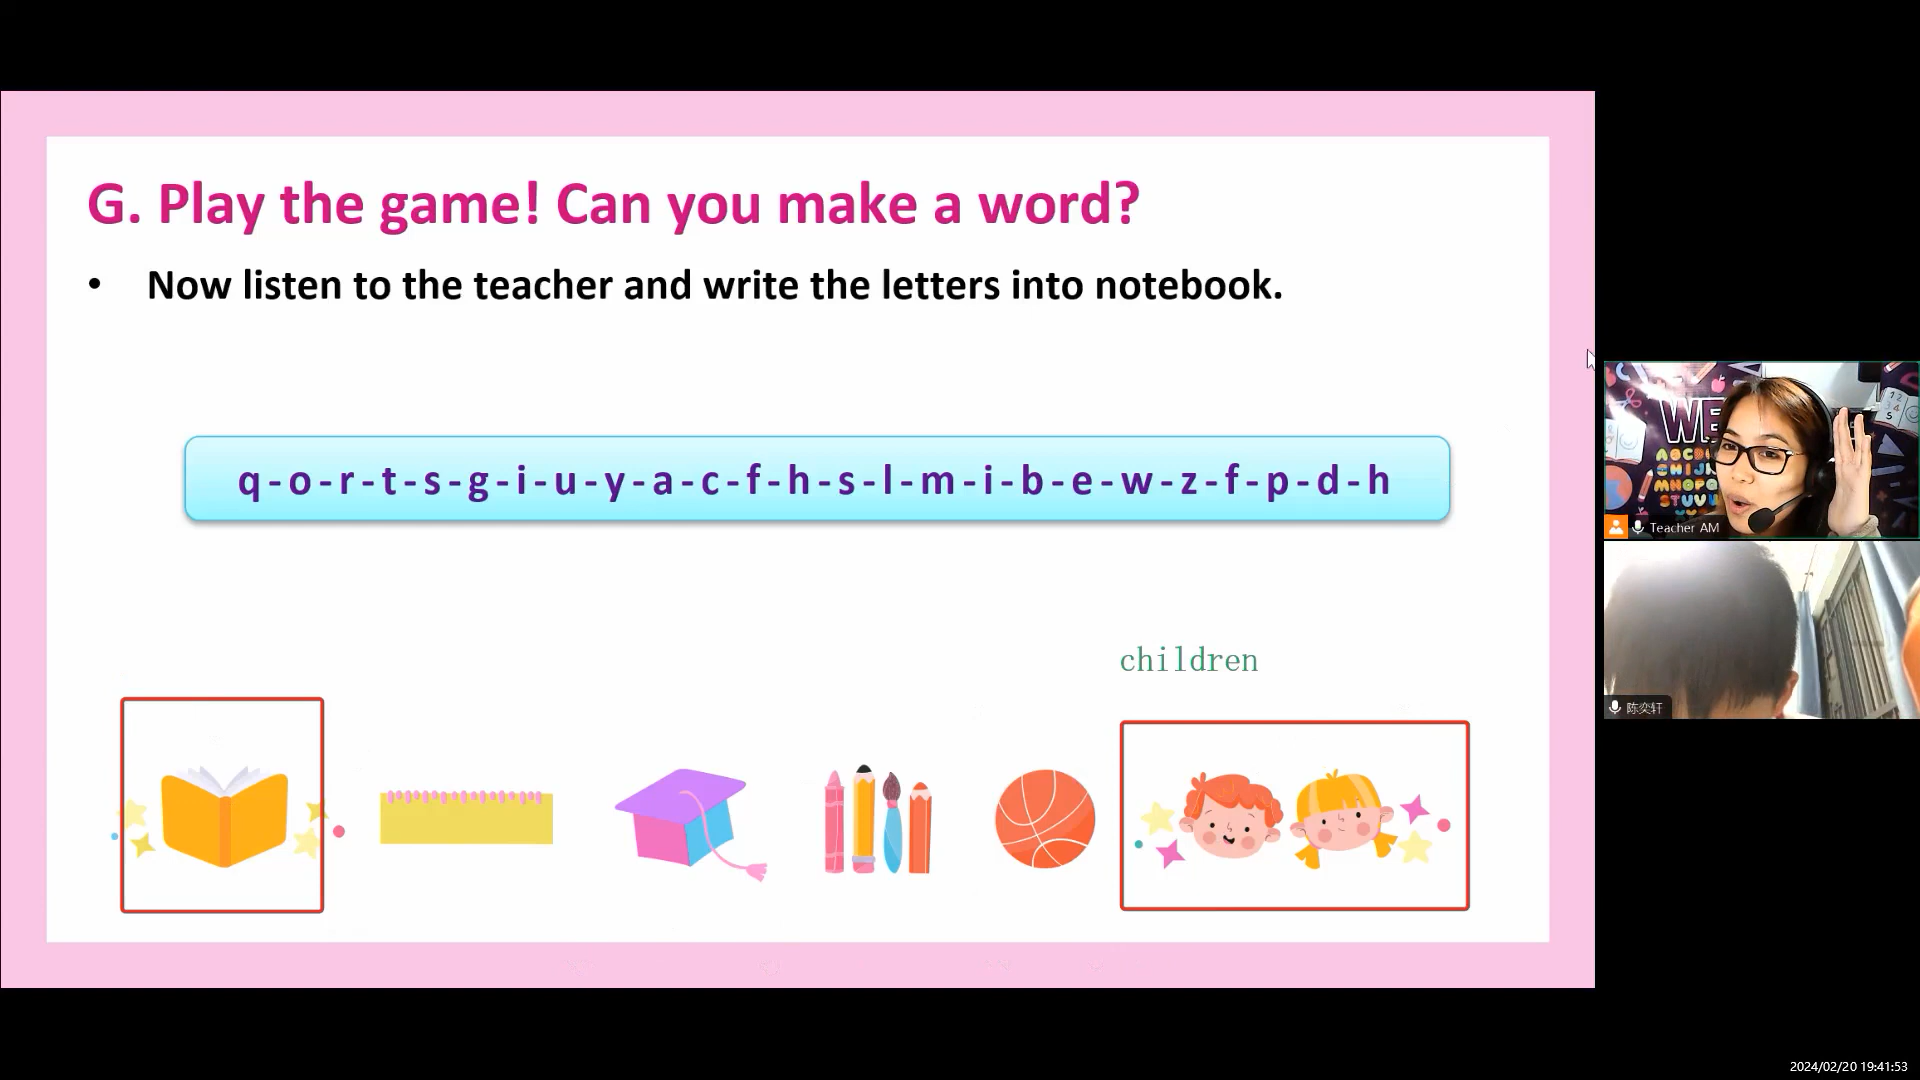 G. Play the game! Can you make a word?
• Now listen to the teacher and write the letters into notebook.
q-o-r-t-s-g-i-u-y-a-c-f-h-s-l-m-i-b-e-w-z-f-p-d-h
children
WE
Teacher AM
陈奕轩
2024/02/20 19:41:53